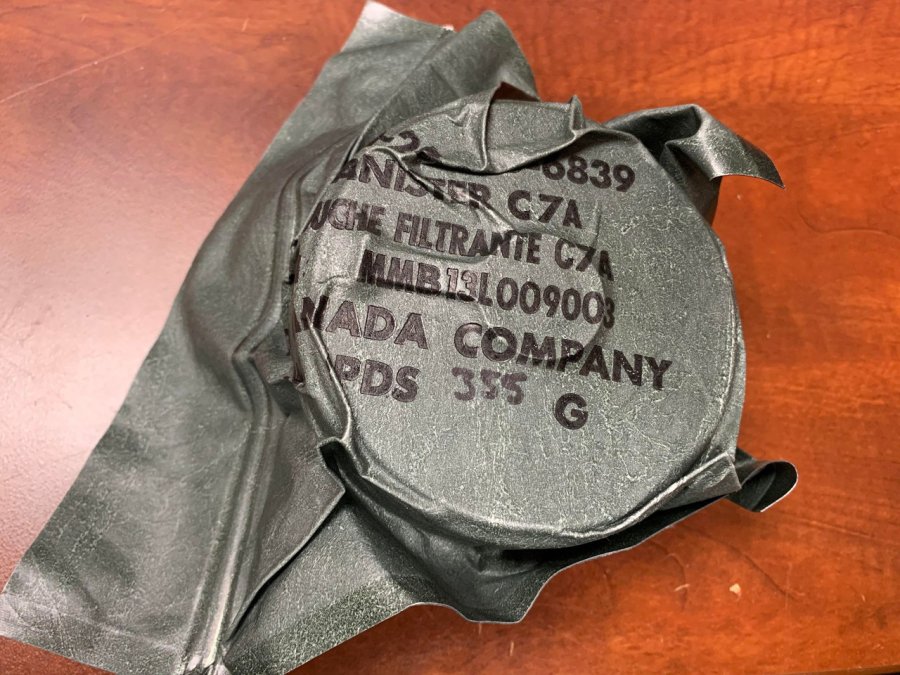 6839
ANISTER C7A
UCHE FILTRANTE C7A
MMB13L009003
ANADA COMPANY
PDS 355 G